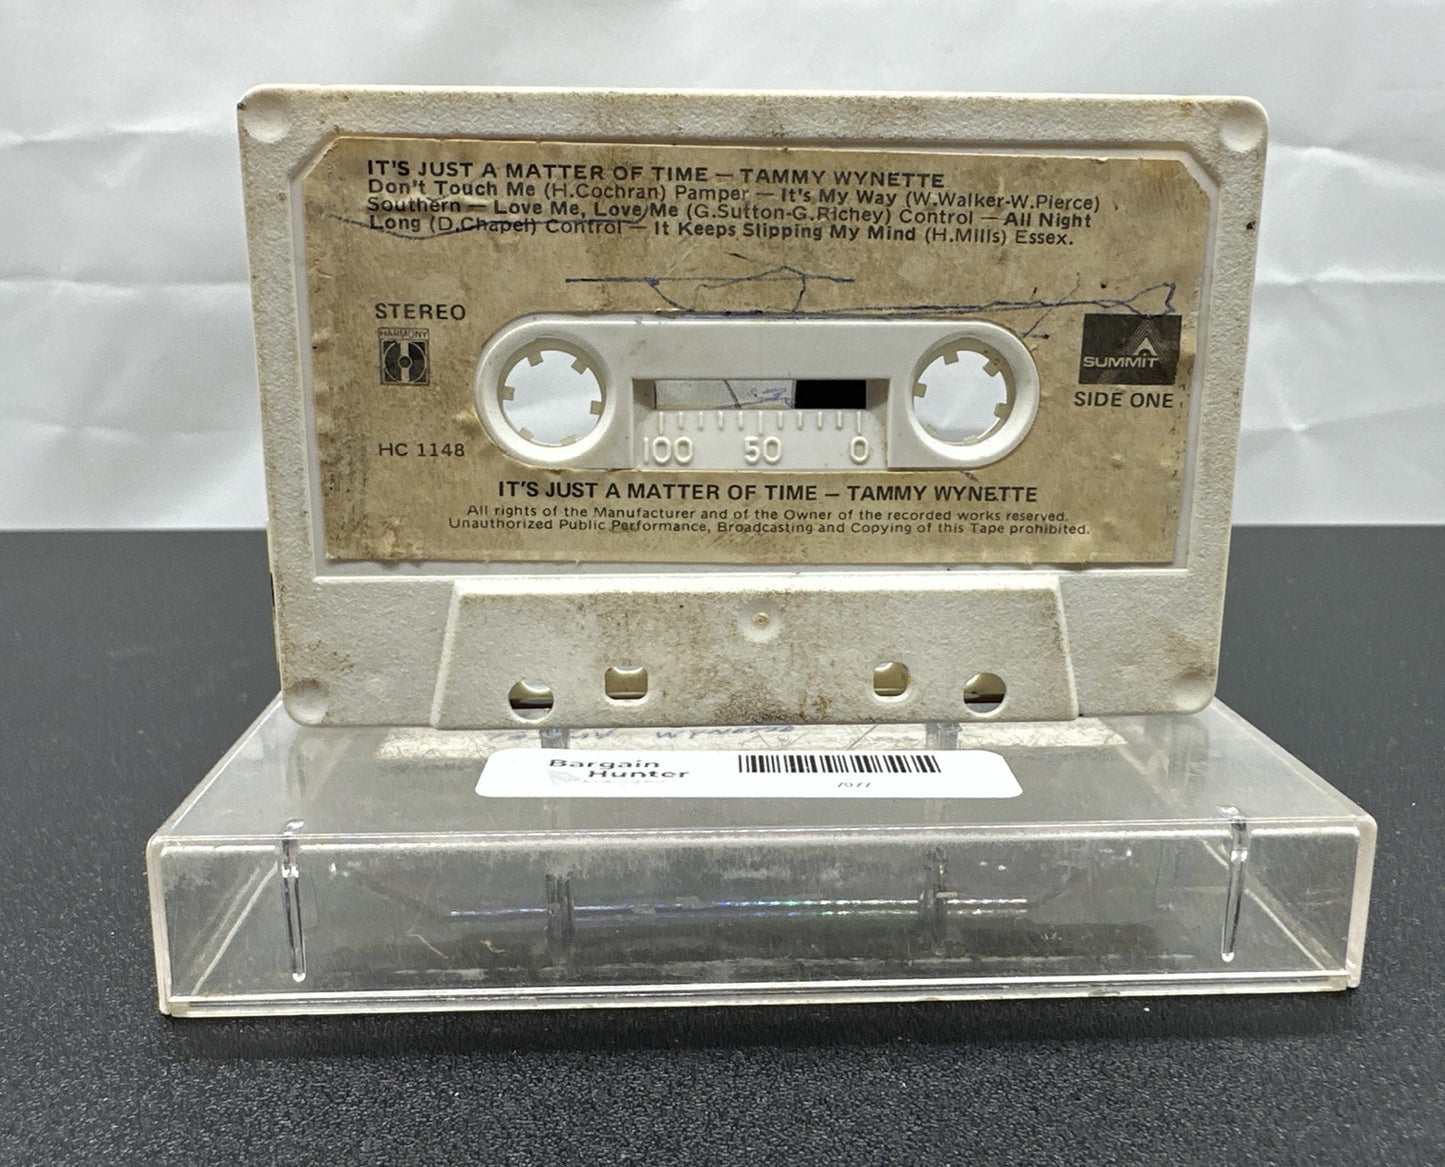 IT'S JUST A MATTER OF TIME — TAMMY WYNETTE
Don't Touch Me (H.Cochran) Pamper — It's My Way (W.Walker-W.Pierce)
Southern — Love Me, Love Me (G.Sutton-G.Richey) Control — All Night
Long (D.Chapel) Control — It Keeps Slipping My Mind (H.Mills) Essex.
STEREO
HARMONY
SUMMIT
SIDE ONE
HC 1148
100 50 0
IT'S JUST A MATTER OF TIME — TAMMY WYNETTE
All rights of the Manufacturer and of the Owner of the recorded works reserved.
Unauthorized Public Performance, Broadcasting and Copying of this Tape prohibited.
WYNETTE
Bargain
Hunter